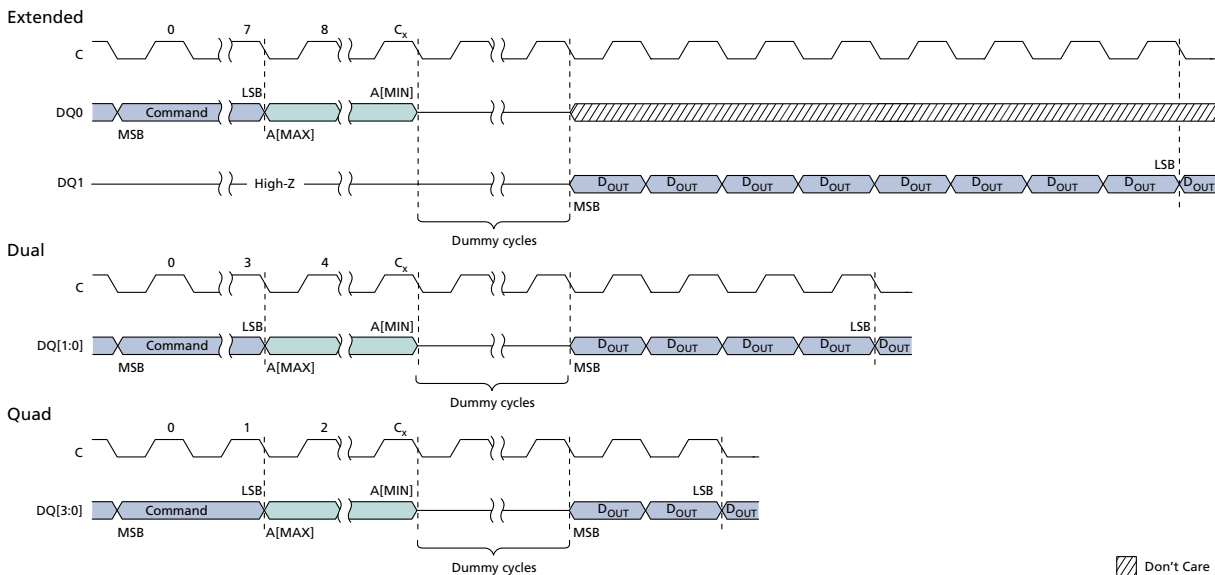 Extended
0 7 8 Cx
C
LSB A[MIN]
DQ0 Command
MSB A[MAX]
LSB
DQ1 High-Z DOUT DOUT DOUT DOUT DOUT DOUT DOUT DOUT DOUT
MSB
Dummy cycles
Dual
0 3 4 Cx
C
LSB A[MIN] LSB
DQ[1:0] Command DOUT DOUT DOUT DOUT DOUT
MSB A[MAX] MSB
Dummy cycles
Quad
0 1 2 Cx
C
LSB A[MIN] LSB
DQ[3:0] Command DOUT DOUT DOUT
MSB A[MAX] MSB
Dummy cycles
Don't Care